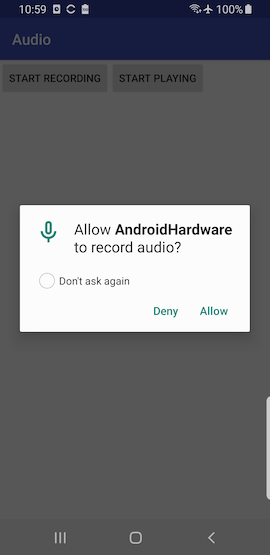 10:59 100%
Audio
START RECORDING START PLAYING
Allow AndroidHardware
to record audio?
Don't ask again
Deny Allow